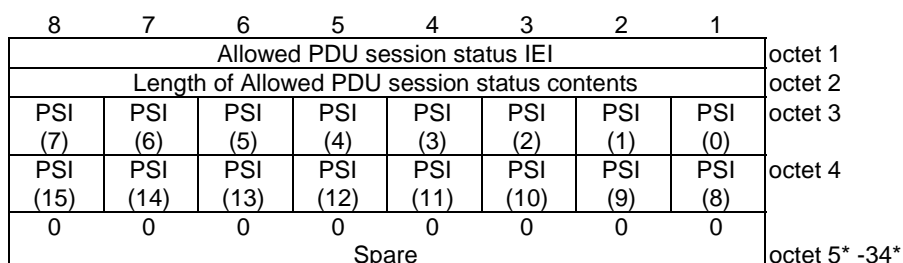 8 7 6 5 4 3 2 1
Allowed PDU session status IEI octet 1
Length of Allowed PDU session status contents octet 2
PSI PSI PSI PSI PSI PSI PSI PSI octet 3
(7) (6) (5) (4) (3) (2) (1) (0)
PSI PSI PSI PSI PSI PSI PSI PSI octet 4
(15) (14) (13) (12) (11) (10) (9) (8)
0 0 0 0 0 0 0 0
Spare octet 5* -34*